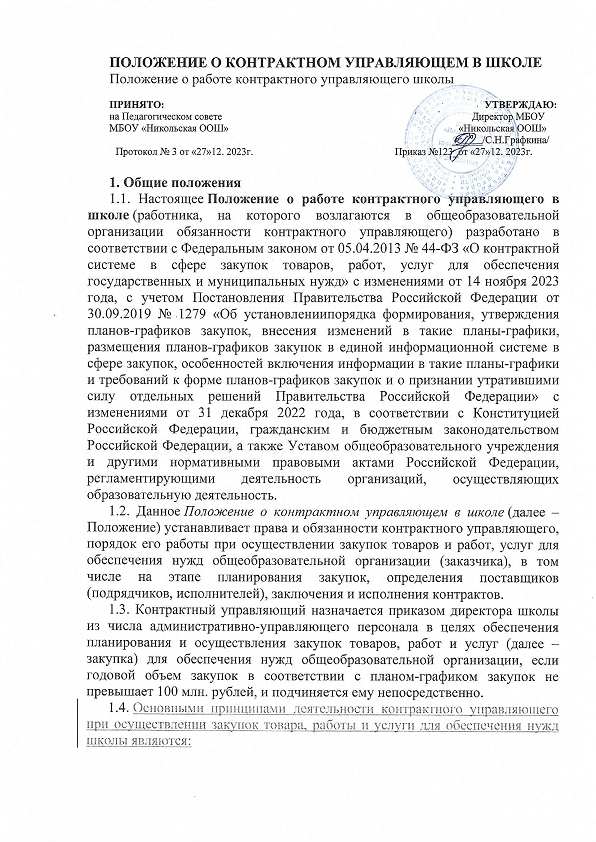 ПОЛОЖЕНИЕ О КОНТРАКТНОМ УПРАВЛЯЮЩЕМ В ШКОЛЕ
Положение о работе контрактного управляющего школы
ПРИНЯТО: УТВЕРЖДАЮ:
на Педагогическом совете Директор МБОУ
МБОУ «Никольская ООШ» «Никольская ООШ»
/С.Н.Графкина/
Протокол № 3 от «27»12. 2023г. Приказ №123 от «27»12. 2023г.
1. Общие положения
1.1. Настоящее Положение о работе контрактного управляющего в
школе (работника, на которого возлагаются в общеобразовательной
организации обязанности контрактного управляющего) разработано в
соответствии с Федеральным законом от 05.04.2013 № 44-ФЗ «О контрактной
системе в сфере закупок товаров, работ, услуг для обеспечения
государственных и муниципальных нужд» с изменениями от 14 ноября 2023
года, с учетом Постановления Правительства Российской Федерации от
30.09.2019 № 1279 «Об установлениипорядка формирования, утверждения
планов-графиков закупок, внесения изменений в такие планы-графики,
размещения планов-графиков закупок в единой информационной системе в
сфере закупок, особенностей включения информации в такие планы-графики
и требований к форме планов-графиков закупок и о признании утратившими
силу отдельных решений Правительства Российской Федерации» с
изменениями от 31 декабря 2022 года, в соответствии с Конституцией
Российской Федерации, гражданским и бюджетным законодательством
Российской Федерации, а также Уставом общеобразовательного учреждения
и другими нормативными правовыми актами Российской Федерации,
регламентирующими деятельность организаций, осуществляющих
образовательную деятельность.
1.2. Данное Положение о контрактном управляющем в школе (далее –
Положение) устанавливает права и обязанности контрактного управляющего,
порядок его работы при осуществлении закупок товаров и работ, услуг для
обеспечения нужд общеобразовательной организации (заказчика), в том
числе на этапе планирования закупок, определения поставщиков
(подрядчиков, исполнителей), заключения и исполнения контрактов.
1.3. Контрактный управляющий назначается приказом директора школы
из числа административно-управляющего персонала в целях обеспечения
планирования и осуществления закупок товаров, работ и услуг (далее –
закупка) для обеспечения нужд общеобразовательной организации, если
годовой объем закупок в соответствии с планом-графиком закупок не
превышает 100 млн. рублей, и подчиняется ему непосредственно.
1.4. Основными принципами деятельности контрактного управляющего
при осуществлении закупок товара, работы и услуги для обеспечения нужд
школы являются: